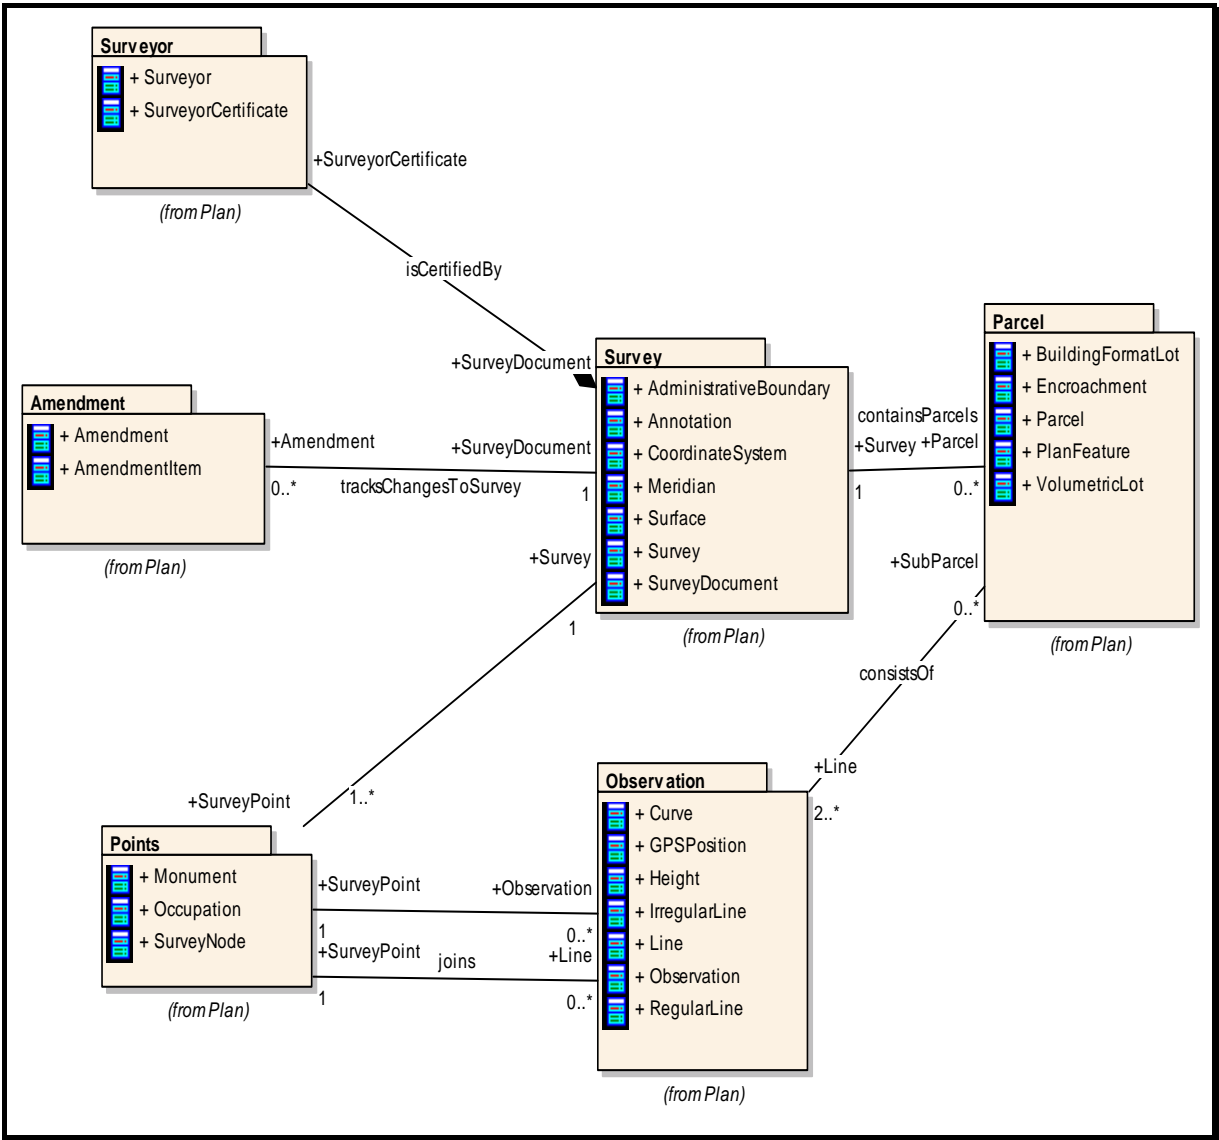 Surveyor
+ Surveyor
+ SurveyorCertificate
(from Plan)
+SurveyorCertificate
isCertifiedBy
+SurveyDocument
Amendment
+ Amendment
+ AmendmentItem
(from Plan)
+Amendment
0..*
tracksChangesToSurvey
+SurveyDocument
1
Survey
+ AdministrativeBoundary
+ Annotation
+ CoordinateSystem
+ Meridian
+ Surface
+ Survey
+ SurveyDocument
(from Plan)
containsParcels
+Survey
+Parcel
1
0..*
Parcel
+ BuildingFormatLot
+ Encroachment
+ Parcel
+ PlanFeature
+ VolumetricLot
(from Plan)
+SubParcel
0..*
consistsOf
+Line
2..*
+Survey
1
1..*
+SurveyPoint
Points
+ Monument
+ Occupation
+ SurveyNode
(from Plan)
+SurveyPoint
+Observation
1
0..*
+SurveyPoint
joins
+Line
1
0..*
Observation
+ Curve
+ GPSPosition
+ Height
+ IrregularLine
+ Line
+ Observation
+ RegularLine
(from Plan)